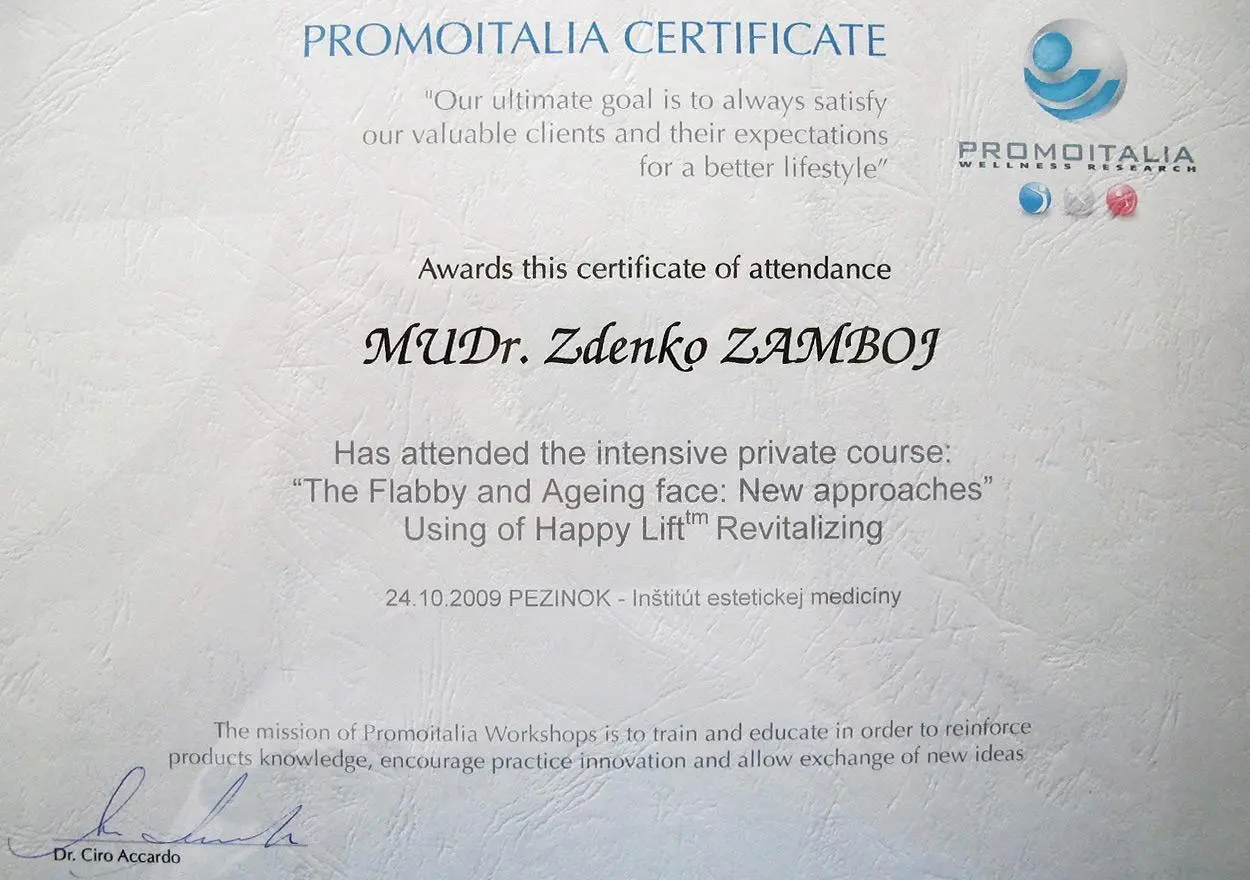 PROMOITALIA CERTIFICATE
"Our ultimate goal is to always satisfy
our valuable clients and their expectations
for a better lifestyle"
PROMOITALIA
WELLNESS RESEARCH
Awards this certificate of attendance
MUDr. Zdenko ZAMBOJ
Has attended the intensive private course:
“The Flabby and Ageing face: New approaches”
Using of Happy Lift™ Revitalizing
24.10.2009 PEZINOK - Inštitút estetickej medicíny
The mission of Promoitalia Workshops is to train and educate in order to reinforce
products knowledge, encourage practice innovation and allow exchange of new ideas
Dr. Ciro Accardo